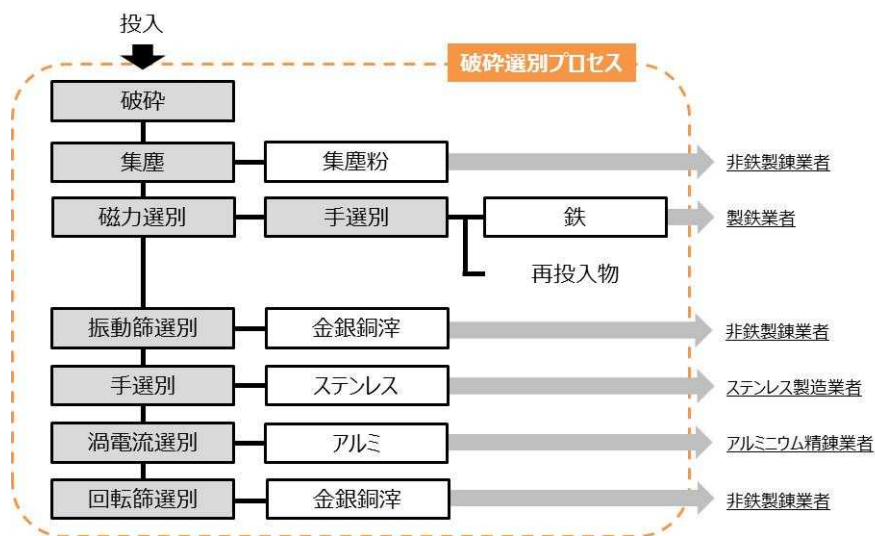 投入
破砕選別プロセス
破砕
集塵
集塵粉
非鉄製錬業者
磁力選別
手選別
鉄
製鉄業者
再投入物
振動篩選別
金銀銅滓
非鉄製錬業者
手選別
ステンレス
ステンレス製造業者
渦電流選別
アルミ
アルミニウム精錬業者
回転篩選別
金銀銅滓
非鉄製錬業者